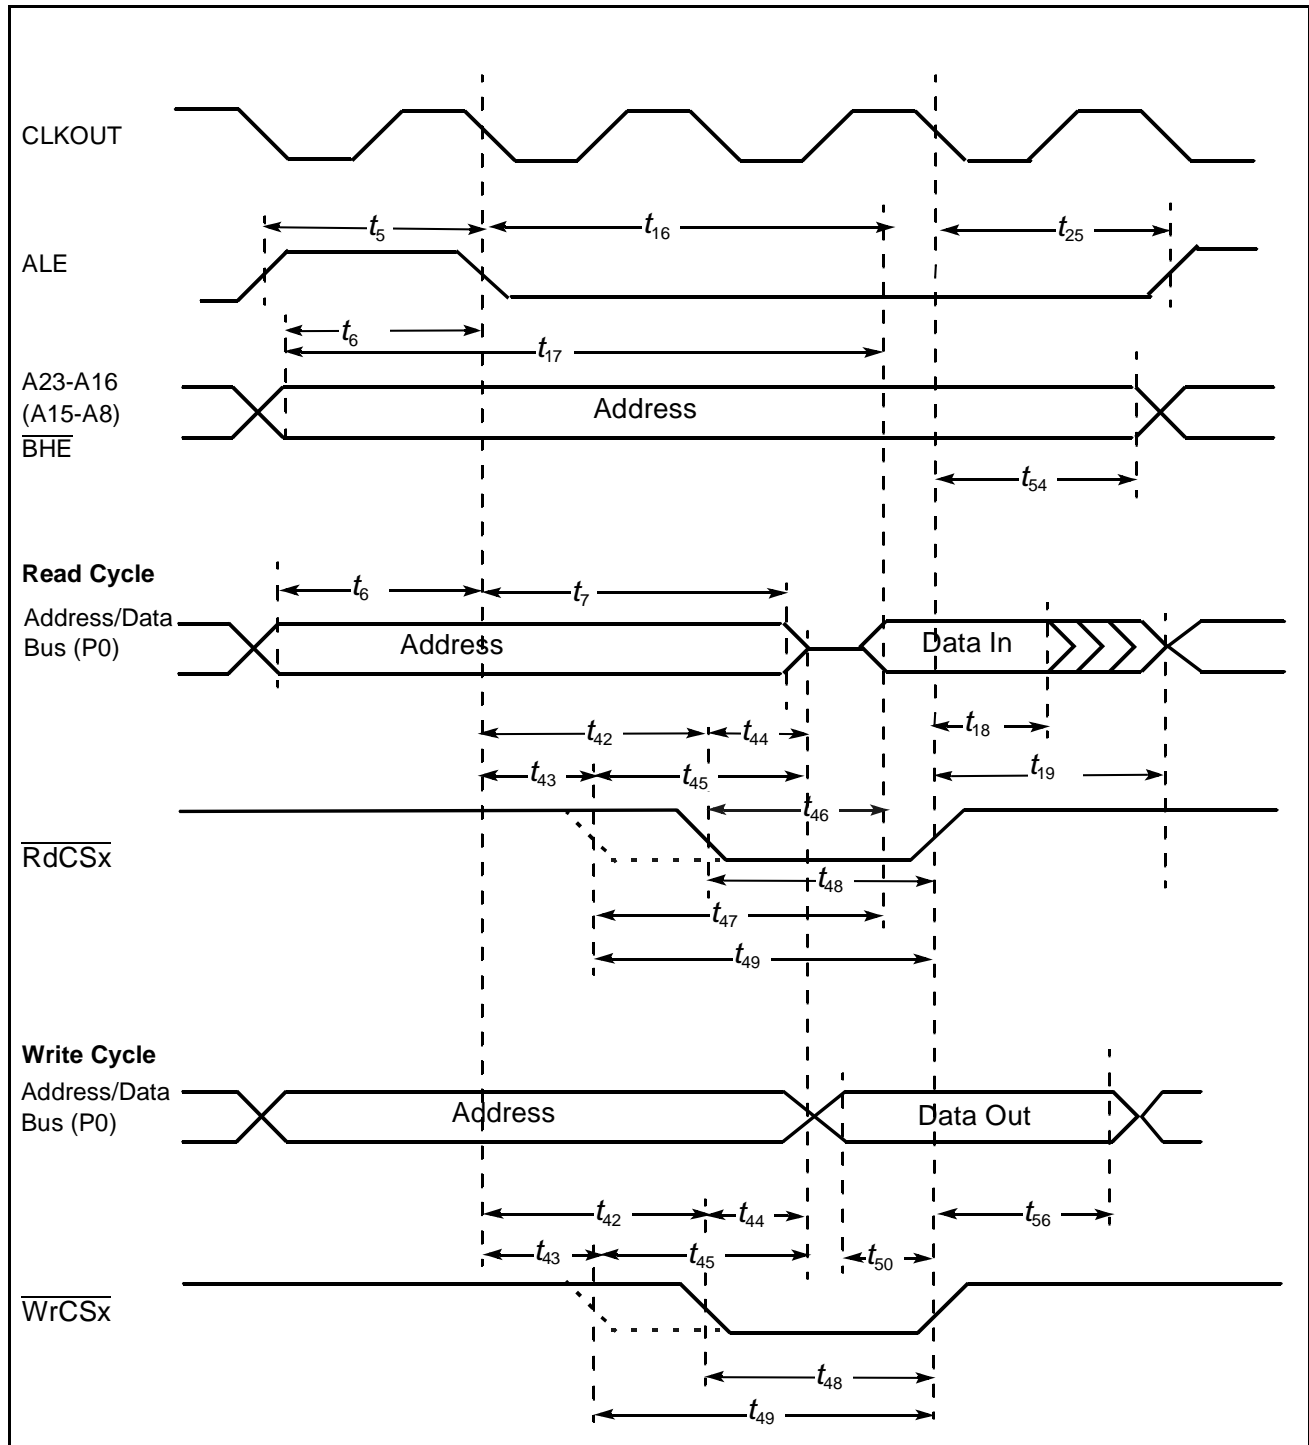 CLKOUT
t5 t16 t25
ALE
t6
t17
A23-A16
(A15-A8)
BHE
Address
t54
Read Cycle
t6 t7
Address/Data
Bus (P0)
Address Data In
t42 t44 t18
t43 t45 t19
t46
RdCSx
t48
t47
t49
Write Cycle
Address/Data
Bus (P0)
Address Data Out
t42 t44 t56
t43 t45 t50
WrCSx
t48
t49